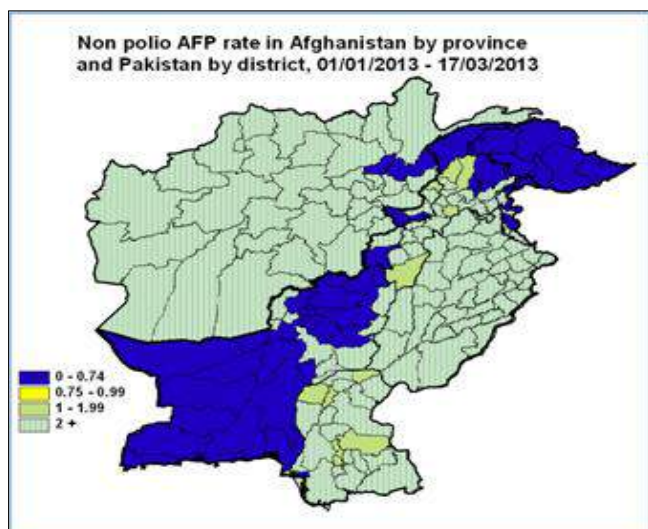 Non polio AFP rate in Afghanistan by province
and Pakistan by district, 01/01/2013 - 17/03/2013
0 - 0.74
0.75 - 0.99
1 - 1.99
2 +